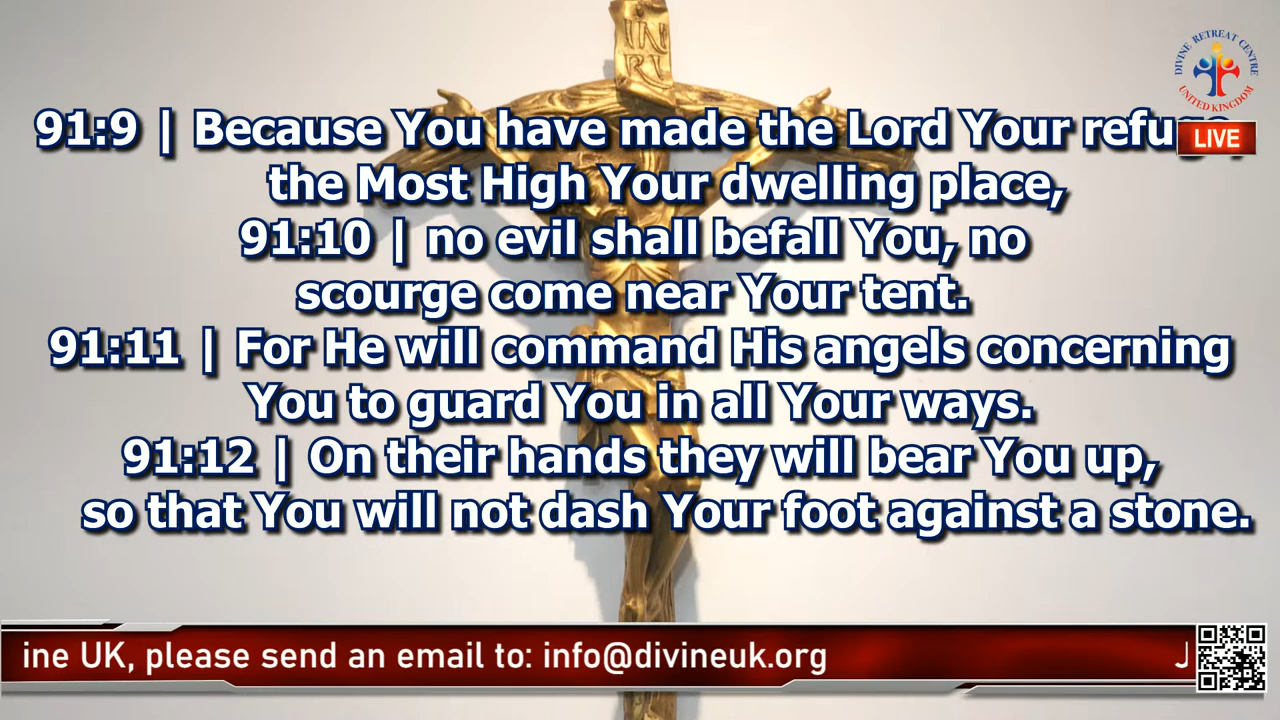 IN
RI
DIVINE RETREAT CENTRE
UNITED KINGDOM
91:9 | Because You have made the Lord Your
LIVE
the Most High Your dwelling place,
91:10 | no evil shall befall You, no
scourge come near Your tent.
91:11 | For He will command His angels concerning
You to guard You in all Your ways.
91:12 | On their hands they will bear You up,
so that You will not dash Your foot against a stone.
ine UK, please send an email to: info@divineuk.org
J